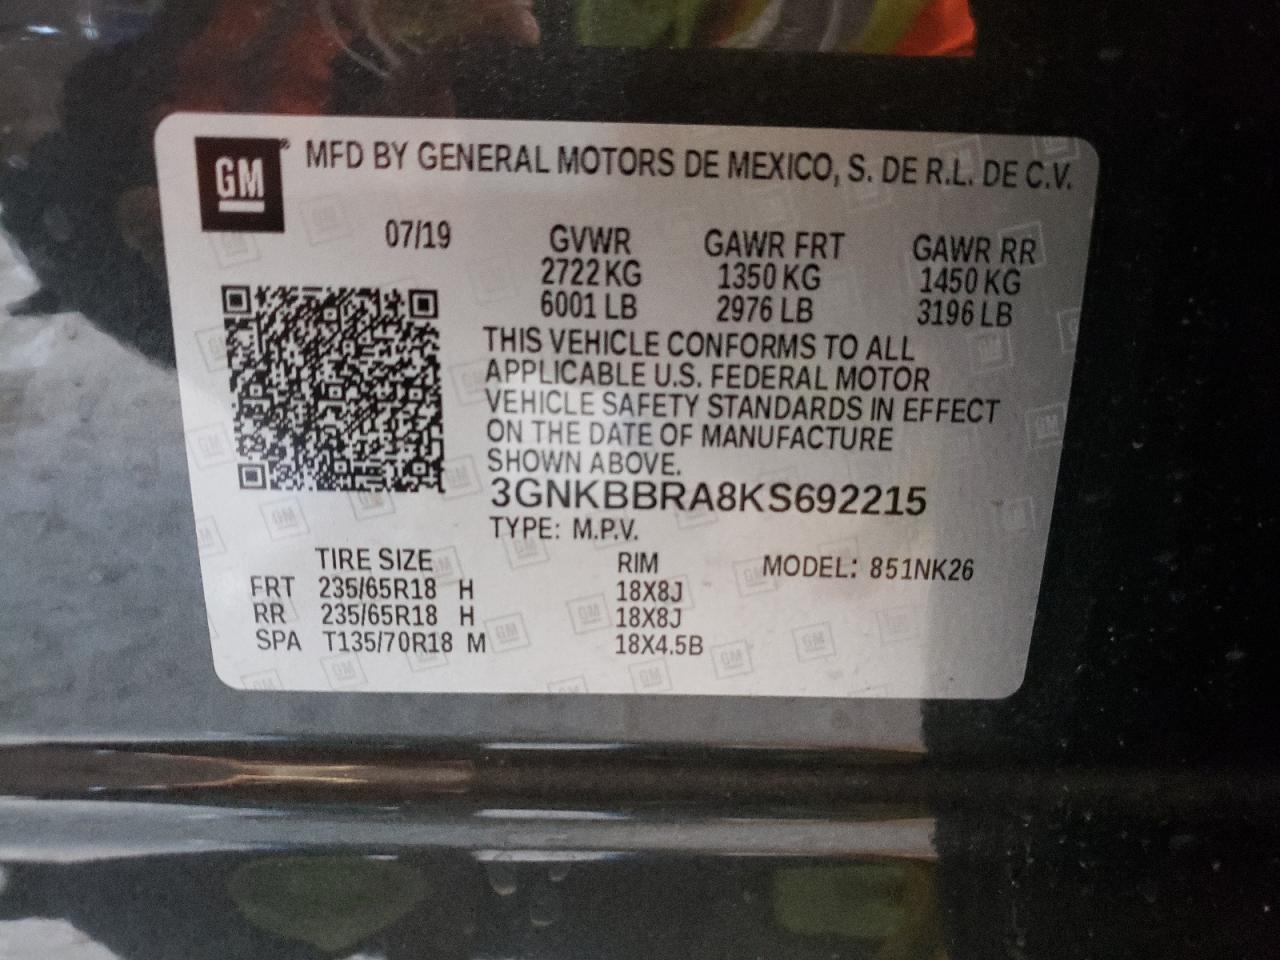 GM® MFD BY GENERAL MOTORS DE MEXICO, S. DE R.L. DE C.V.
07/19 GVWR GAWR FRT GAWR RR
2722 KG 1350 KG 1450 KG
6001 LB 2976 LB 3196 LB
THIS VEHICLE CONFORMS TO ALL
APPLICABLE U.S. FEDERAL MOTOR
VEHICLE SAFETY STANDARDS IN EFFECT
ON THE DATE OF MANUFACTURE
SHOWN ABOVE.
3GNKBBRA8KS692215
TYPE: M.P.V.
TIRE SIZE RIM MODEL: 851NK26
FRT 235/65R18 H 18X8J
RR 235/65R18 H 18X8J
SPA T135/70R18 M 18X4.5B